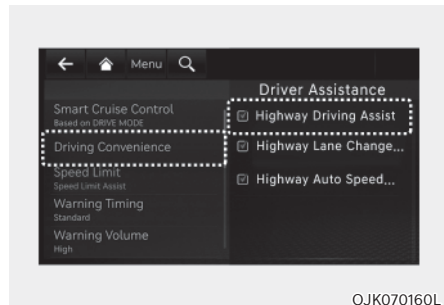 Menu
Driver Assistance
Smart Cruise Control
Based on DRIVE MODE
Driving Convenience
Speed Limit
Speed Limit Assist
Warning Timing
Standard
Warning Volume
High
Highway Driving Assist
Highway Lane Change...
Highway Auto Speed...
OJK070160L